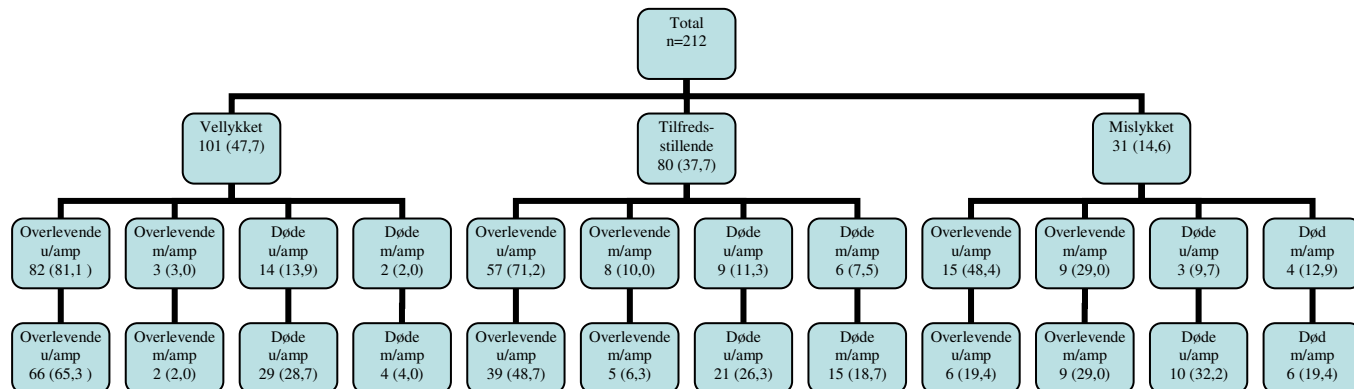 Total
n=212
Vellykket
101 (47,7)
Tilfreds-
stillende
80 (37,7)
Mislykket
31 (14,6)
Overlevende
u/amp
82 (81,1 )
Overlevende
m/amp
3 (3,0)
Døde
u/amp
14 (13,9)
Døde
m/amp
2 (2,0)
Overlevende
u/amp
57 (71,2)
Overlevende
m/amp
8 (10,0)
Døde
u/amp
9 (11,3)
Døde
m/amp
6 (7,5)
Overlevende
u/amp
15 (48,4)
Overlevende
m/amp
9 (29,0)
Døde
u/amp
3 (9,7)
Død
m/amp
4 (12,9)
Overlevende
u/amp
66 (65,3 )
Overlevende
m/amp
2 (2,0)
Døde
u/amp
29 (28,7)
Døde
m/amp
4 (4,0)
Overlevende
u/amp
39 (48,7)
Overlevende
m/amp
5 (6,3)
Døde
u/amp
21 (26,3)
Døde
m/amp
15 (18,7)
Overlevende
u/amp
6 (19,4)
Overlevende
m/amp
9 (29,0)
Døde
u/amp
10 (32,2)
Død
m/amp
6 (19,4)